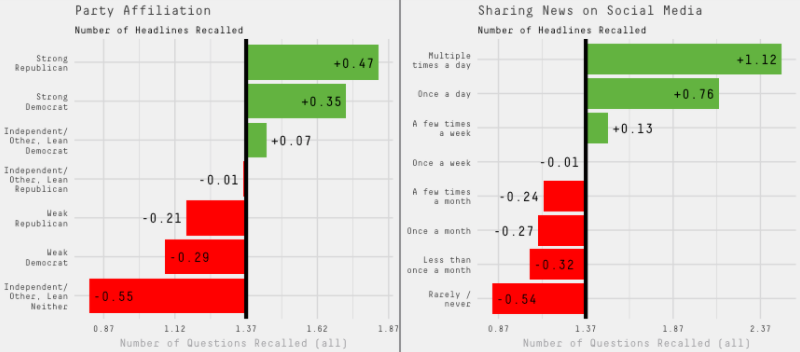 Party Affiliation
Number of Headlines Recalled
Strong
Republican
+0.47
Strong
Democrat
+0.35
Independent/
Other, Lean
Democrat
+0.07
Independent/
Other, Lean
Republican
-0.01
Weak
Republican
-0.21
Weak
Democrat
-0.29
Independent/
Other, Lean
Neither
-0.55
0.87 1.12 1.37 1.62 1.87
Number of Questions Recalled (all)
Sharing News on Social Media
Number of Headlines Recalled
Multiple
times a day
+1.12
Once a day
+0.76
A few times
a week
+0.13
Once a week
-0.01
A few times
a month
-0.24
Once a month
-0.27
Less than
once a month
-0.32
Rarely /
never
-0.54
0.87 1.37 1.87 2.37
Number of Questions Recalled (all)